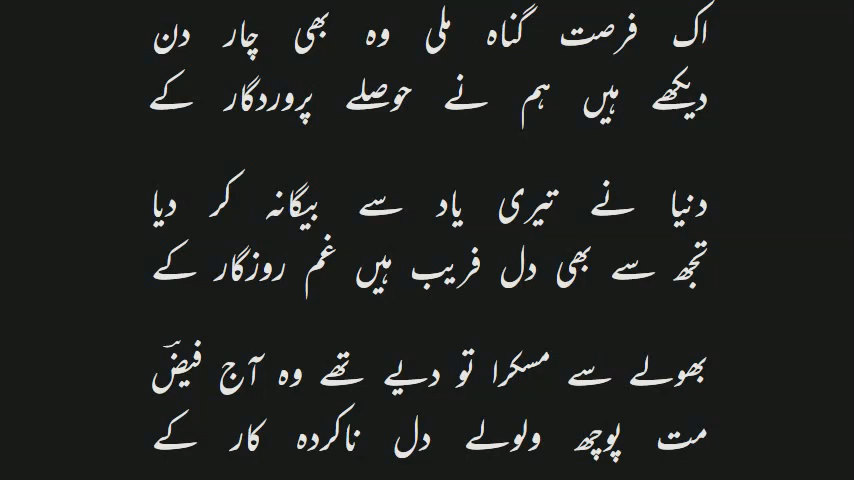 اک فرصت گناہ ملی وہ بھی چار دن
دیکھے ہیں ہم نے حوصلے پروردگار کے
دنیا نے تیری یاد سے بیگانہ کر دیا
تجھ سے بھی دل فریب ہیں غم روزگار کے
بھولے سے مسکرا تو دیے تھے وہ آج فیضؔ
مت پوچھ ولولے دل ناکردہ کار کے